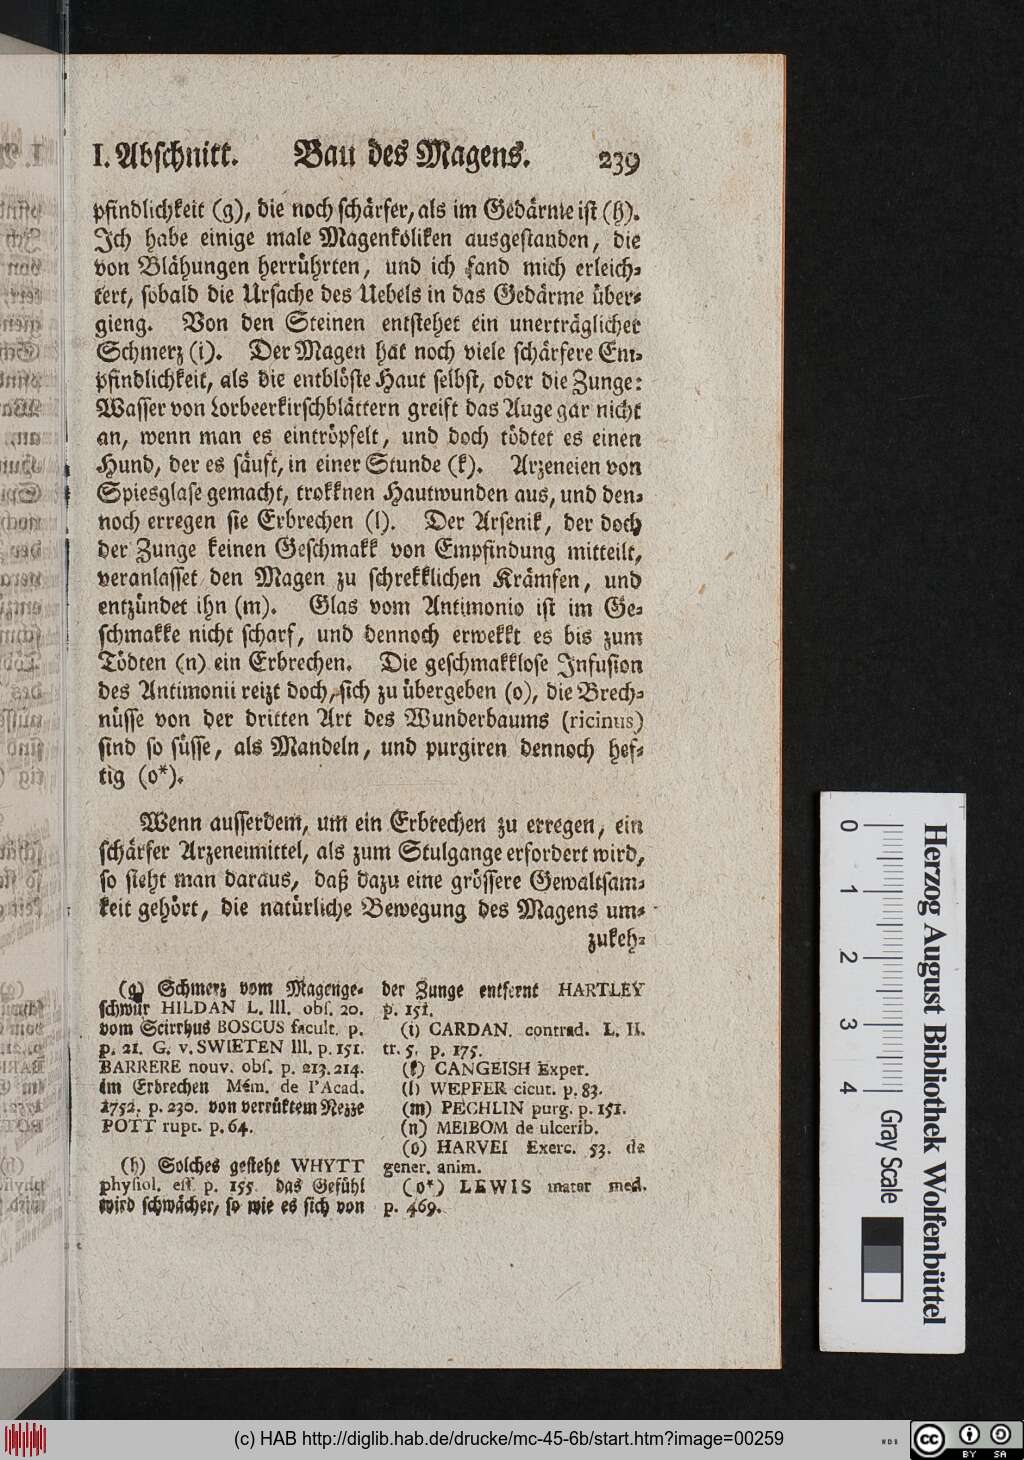 I. Abschnitt. Bau des Magens. 239
pfindlichkeit (g), die noch schärfer, als im Gedärme ist (h).
Ich habe einige male Magenkoliken ausgestanden, die
von Blähungen herrührten, und ich fand mich erleich-
tert, sobald die Ursache des Uebels in das Gedärme über-
gieng. Von den Steinen entstehet ein unerträglicher
Schmerz (i). Der Magen hat noch viele schärfere Em-
pfindlichkeit, als die entblöste Haut selbst, oder die Zunge:
Wasser von Lorbeerkirschblättern greift das Auge gar nicht
an, wenn man es eintröpfelt, und doch tödtet es einen
Hund, der es säuft, in einer Stunde (k). Arzeneien von
Spiesglase gemacht, trokknen Hautwunden aus, und den-
noch erregen sie Erbrechen (l). Der Arsenik, der doch
der Zunge keinen Geschmakk von Empfindung mitteilt,
veranlasset den Magen zu schrekklichen Krämfen, und
entzündet ihn (m). Glas vom Antimonio ist im Ge-
schmakke nicht scharf, und dennoch erwekkt es bis zum
Tödten (n) ein Erbrechen. Die geschmakklose Infusion
des Antimonii reizt doch, sich zu übergeben (o), die Brech-
nüsse von der dritten Art des Wunderbaums (ricinus)
sind so süsse, als Mandeln, und purgiren dennoch hef-
tig (o*).
Wenn ausserdem, um ein Erbrechen zu erregen, ein
schärfer Arzeneimittel, als zum Stulgange erfordert wird,
so sieht man daraus, daß dazu eine grössere Gewaltsam-
keit gehört, die natürliche Bewegung des Magens um-
zukeh-
(g) Schmerz vom Magenge-
schwür HILDAN L. III. obs. 20.
vom Scirrhus BOSCUS facult. p.
p. 21. G. v. SWIETEN III. p. 151.
BARRERE nouv. obs. p. 213. 214.
im Erbrechen Mém. de l'Acad.
1752. p. 230. von verrüktem Nezze
POTT rupt. p. 64.
(h) Solches gesteht WHYTT
physiol. ess. p. 155. das Gefühl
wird schwächer, so wie es sich von
der Zunge entfernt HARTLEY
p. 151.
(i) CARDAN. contrad. L. II.
tr. 5. p. 175.
(k) CANGEISH Exper.
(l) WEPFER cicut. p. 83.
(m) PECHLIN purg. p. 151.
(n) MEIBOM de ulcerib.
(o) HARVEI Exerc. 53. de
gener. anim.
(o*) LEWIS mater med.
p. 469.
0 1 2 3 4
Gray Scale
Herzog August Bibliothek Wolfenbüttel
(c) HAB http://diglib.hab.de/drucke/mc-45-6b/start.htm?image=00259
cc BY SA